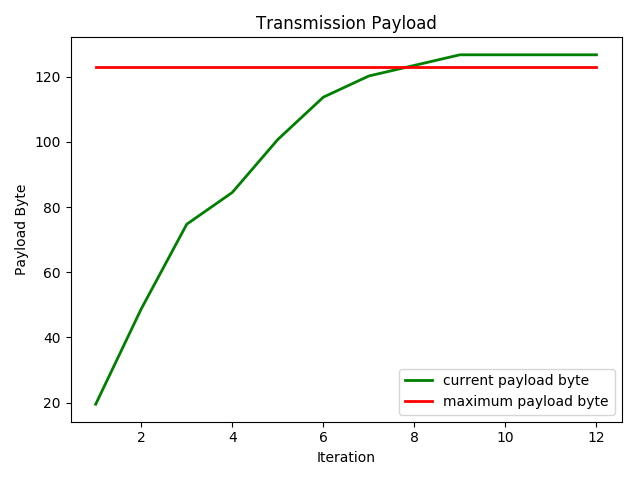 Transmission Payload
Payload Byte
120
100
80
60
40
20
current payload byte
maximum payload byte
2 4 6 8 10 12
Iteration